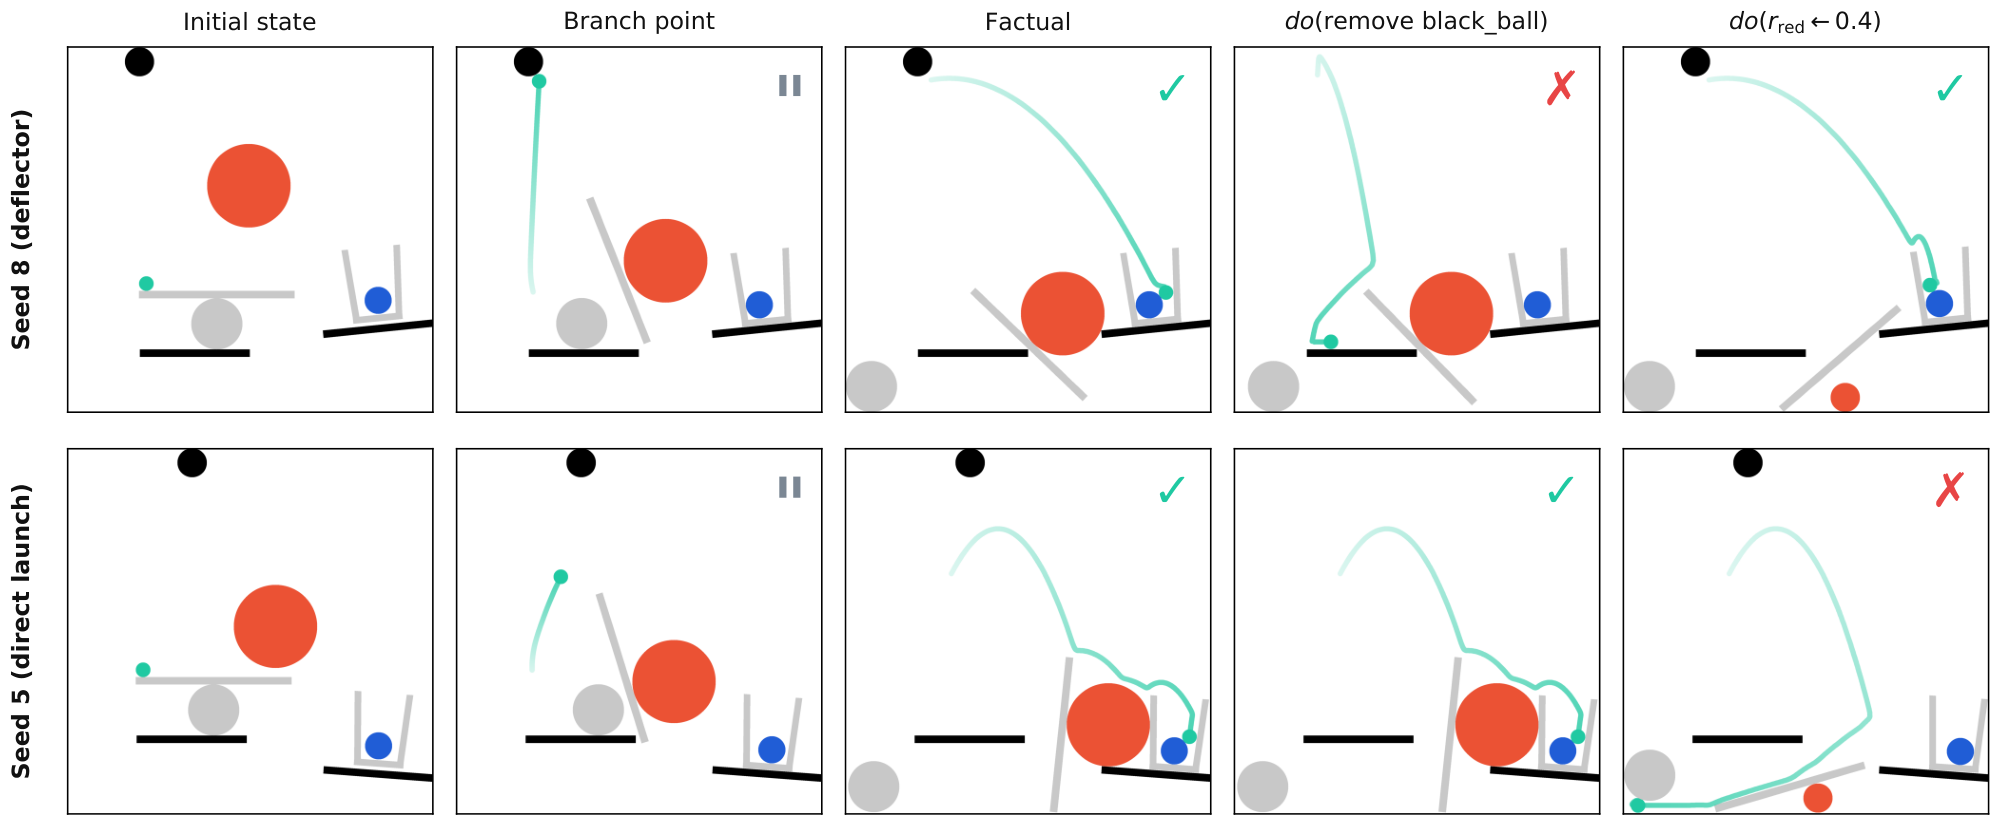 Initial state
Branch point
Factual
do(remove black_ball)
do(r_red ← 0.4)
Seed 8 (deflector)
Seed 5 (direct launch)